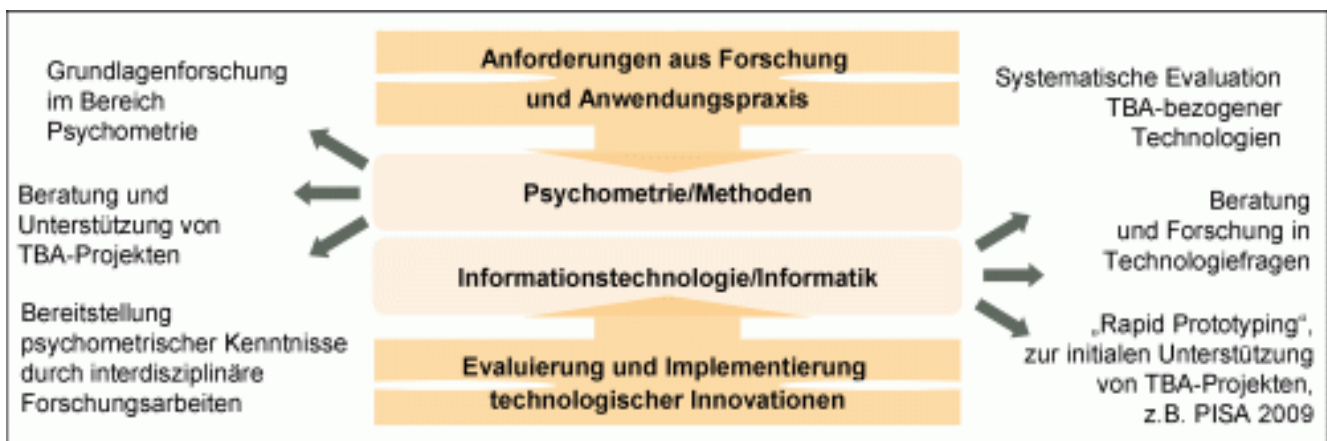 Grundlagenforschung
im Bereich
Psychometrie
Beratung und
Unterstützung von
TBA-Projekten
Bereitstellung
psychometrischer Kenntnisse
durch interdisziplinäre
Forschungsarbeiten
Anforderungen aus Forschung
und Anwendungspraxis
Psychometrie/Methoden
Informationstechnologie/Informatik
Evaluierung und Implementierung
technologischer Innovationen
Systematische Evaluation
TBA-bezogener
Technologien
Beratung
und Forschung in
Technologiefragen
„Rapid Prototyping“,
zur initialen Unterstützung
von TBA-Projekten,
z.B. PISA 2009